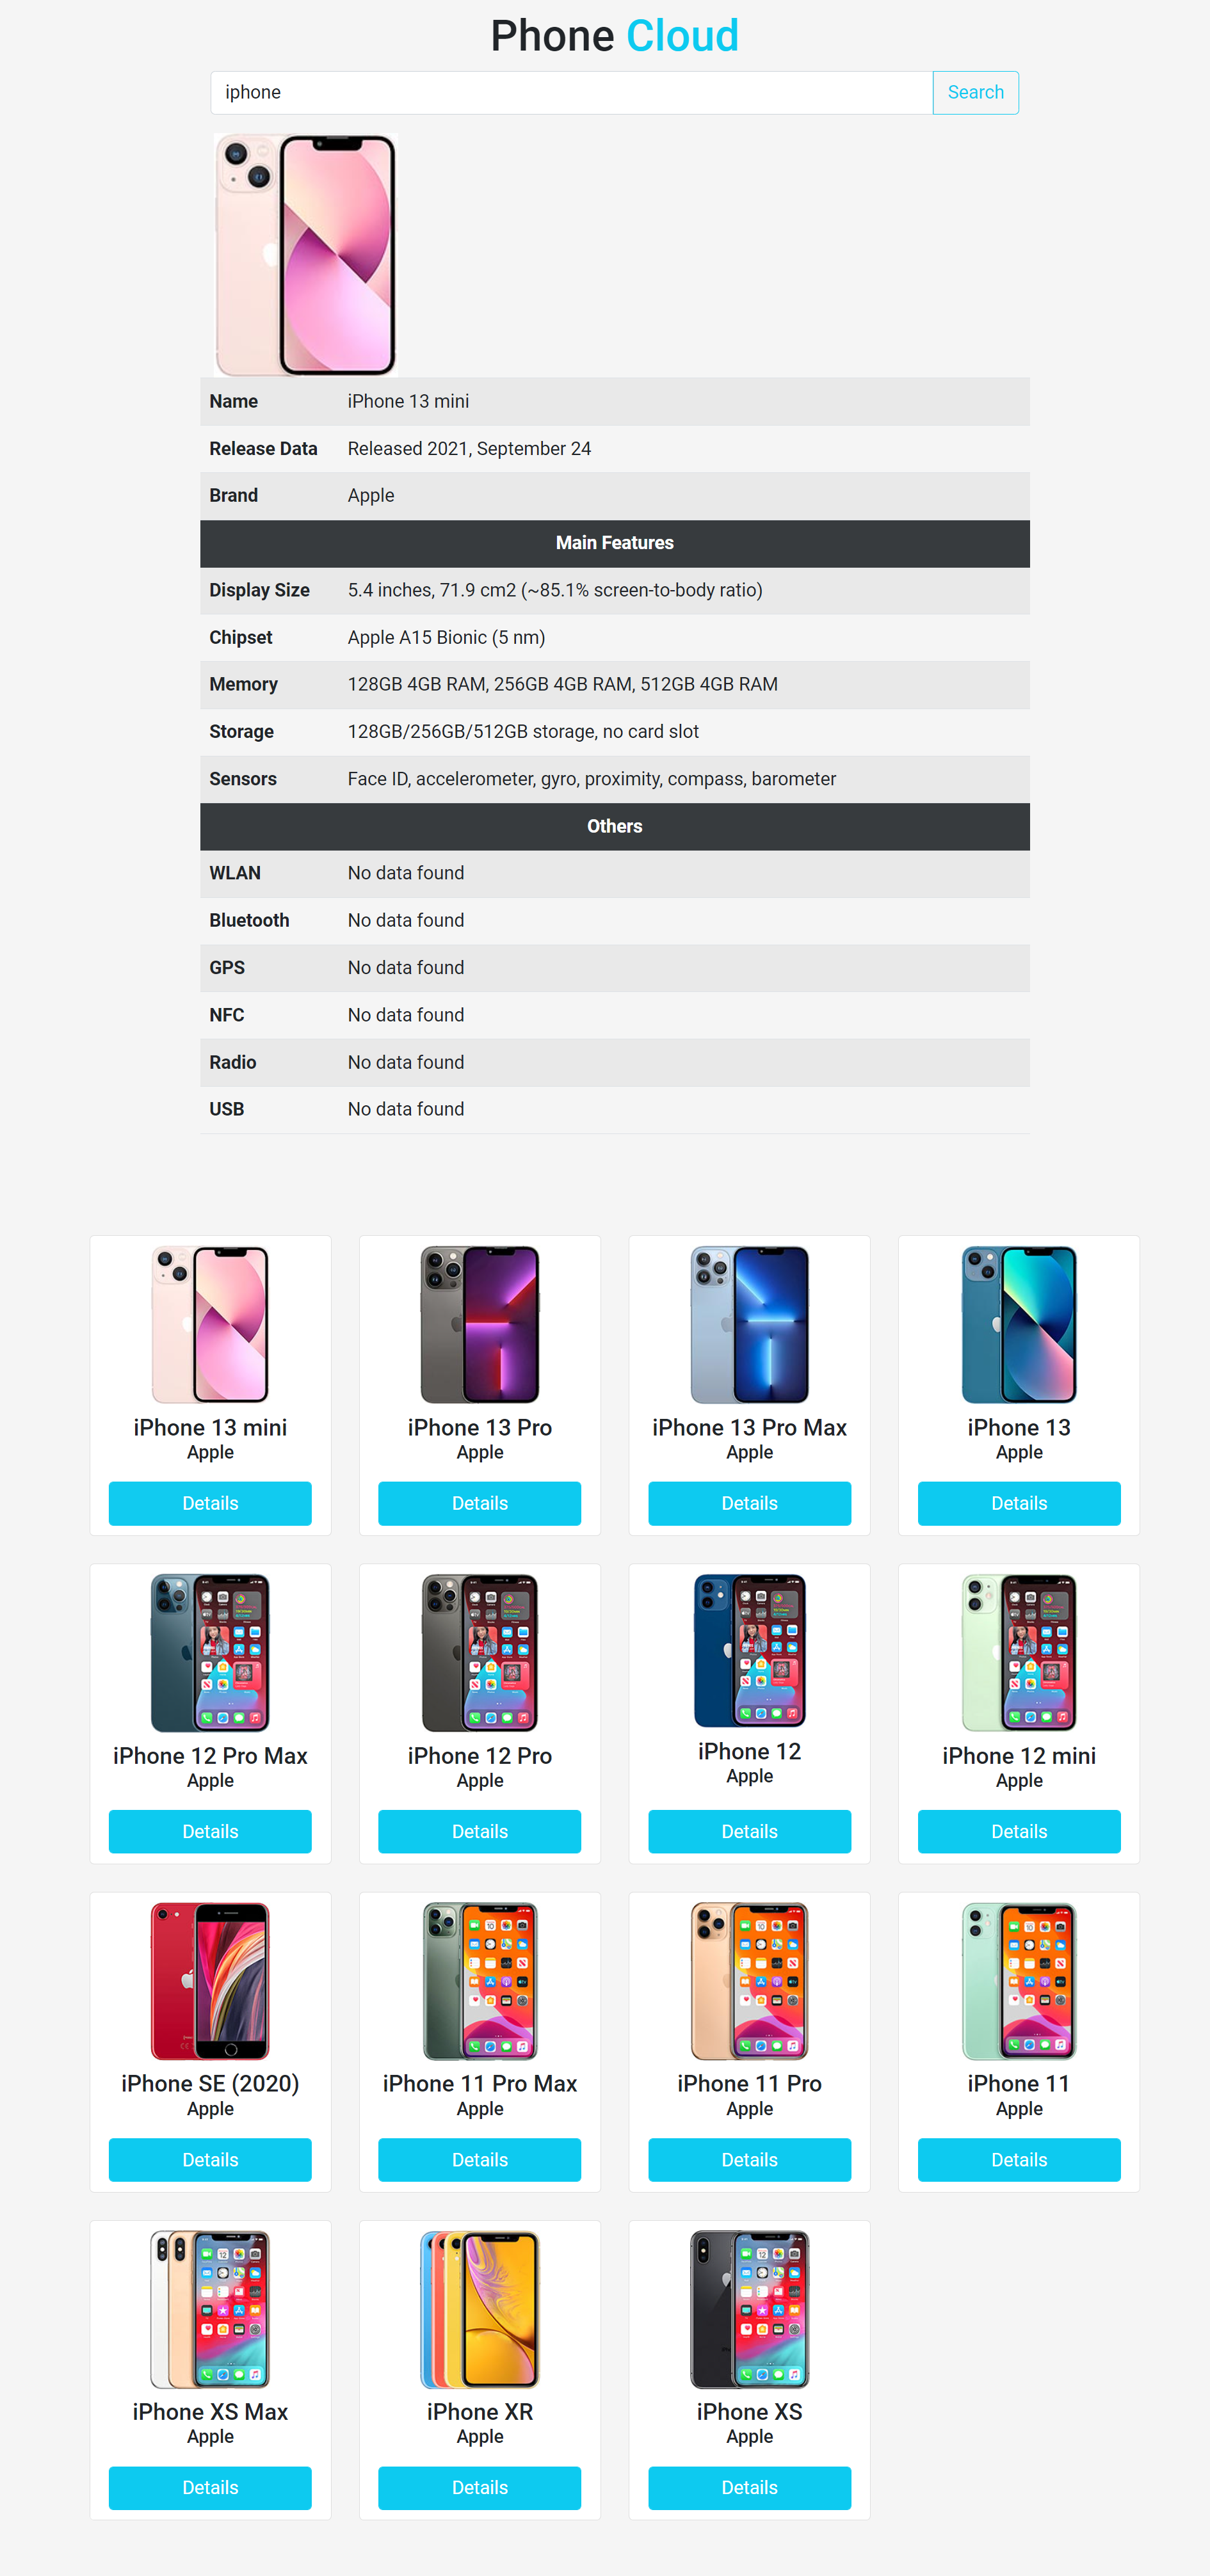 Phone Cloud
iphone
Search
Name iPhone 13 mini
Release Data Released 2021, September 24
Brand Apple
Main Features
Display Size 5.4 inches, 71.9 cm2 (~85.1% screen-to-body ratio)
Chipset Apple A15 Bionic (5 nm)
Memory 128GB 4GB RAM, 256GB 4GB RAM, 512GB 4GB RAM
Storage 128GB/256GB/512GB storage, no card slot
Sensors Face ID, accelerometer, gyro, proximity, compass, barometer
Others
WLAN No data found
Bluetooth No data found
GPS No data found
NFC No data found
Radio No data found
USB No data found
iPhone 13 mini
Apple
Details
iPhone 13 Pro
Apple
Details
iPhone 13 Pro Max
Apple
Details
iPhone 13
Apple
Details
iPhone 12 Pro Max
Apple
Details
iPhone 12 Pro
Apple
Details
iPhone 12
Apple
Details
iPhone 12 mini
Apple
Details
iPhone SE (2020)
Apple
Details
iPhone 11 Pro Max
Apple
Details
iPhone 11 Pro
Apple
Details
iPhone 11
Apple
Details
iPhone XS Max
Apple
Details
iPhone XR
Apple
Details
iPhone XS
Apple
Details